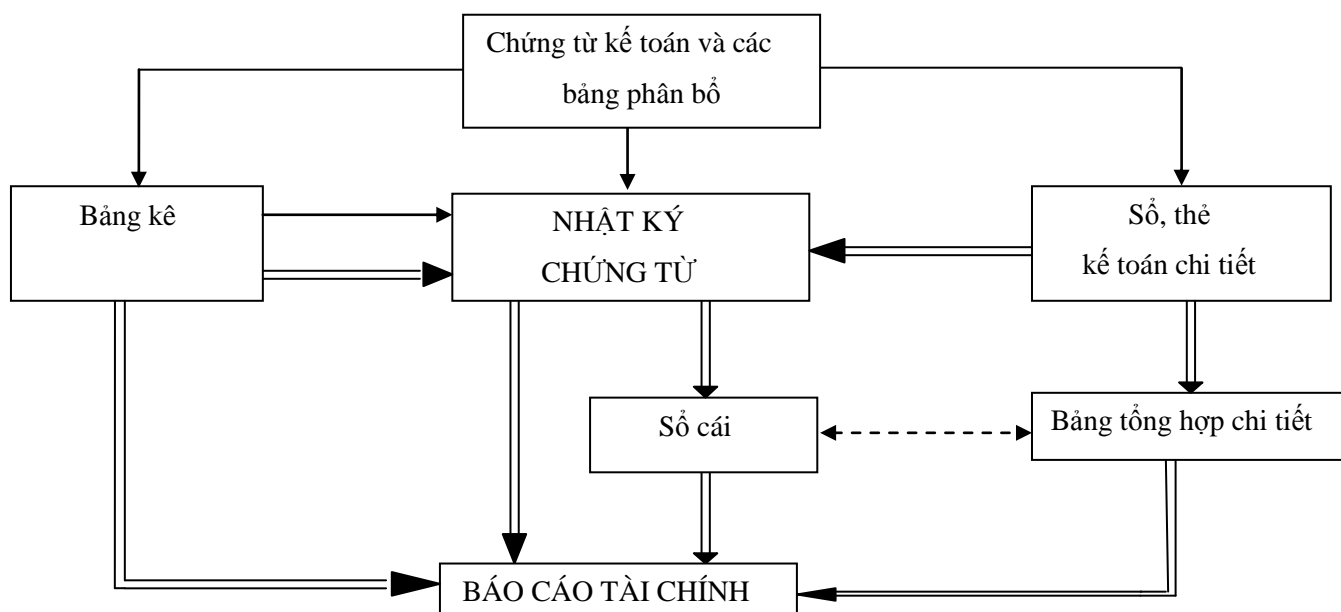 Chứng từ kế toán và các
bảng phân bổ
Bảng kê
NHẬT KÝ
CHỨNG TỪ
Sổ, thẻ
kế toán chi tiết
Sổ cái
Bảng tổng hợp chi tiết
BÁO CÁO TÀI CHÍNH